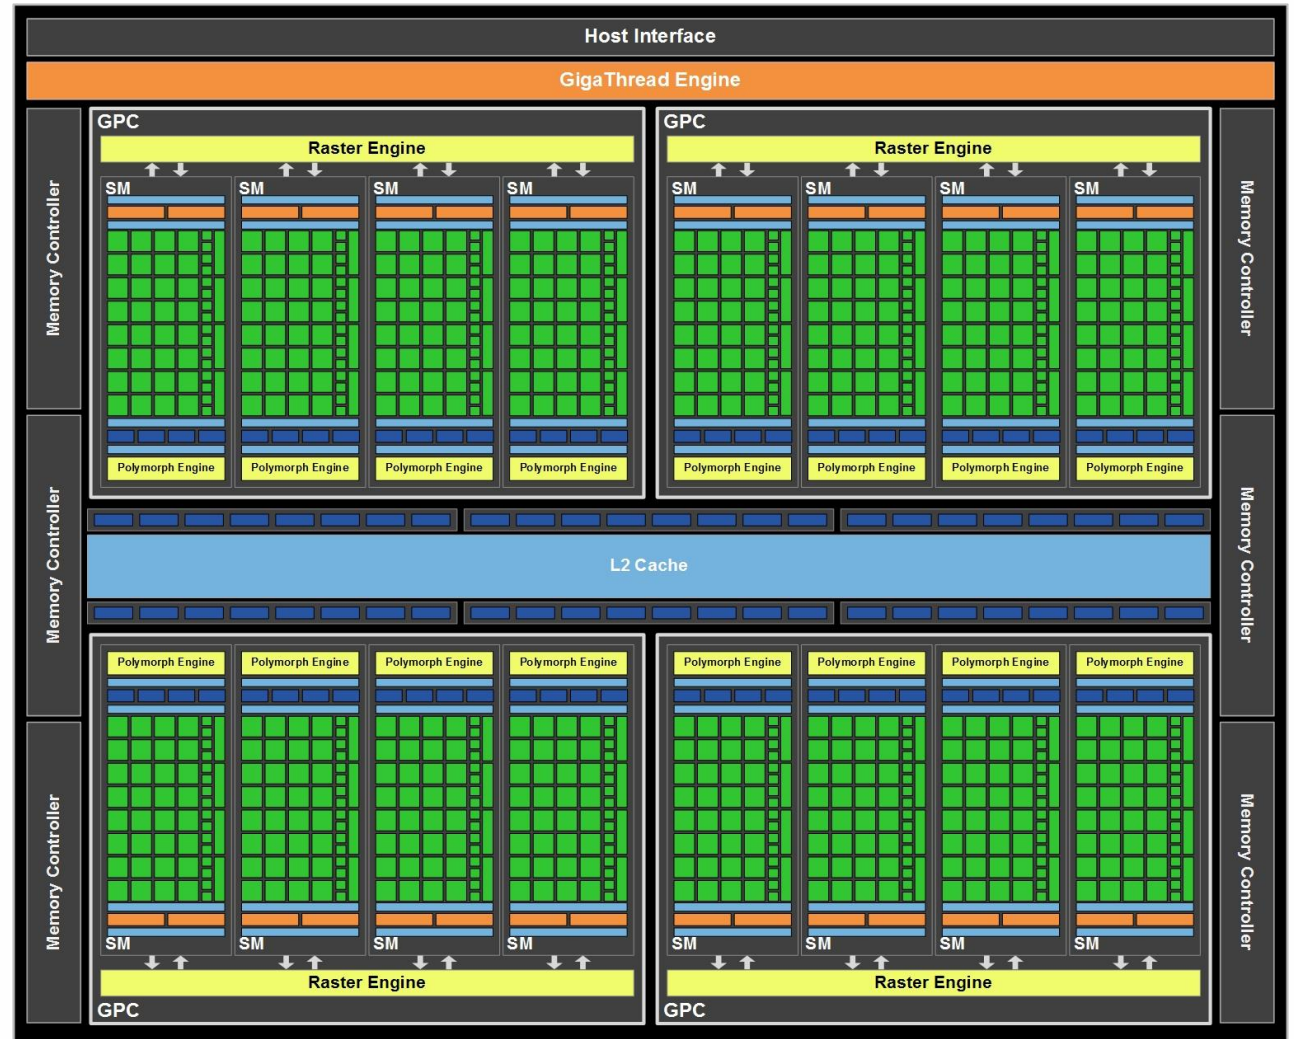 Host Interface
GigaThread Engine
Memory Controller
GPC
Raster Engine
SM SM SM SM
Polymorph Engine Polymorph Engine Polymorph Engine Polymorph Engine
GPC
Raster Engine
SM SM SM SM
Polymorph Engine Polymorph Engine Polymorph Engine Polymorph Engine
Memory Controller
Memory Controller
L2 Cache
Memory Controller
Memory Controller
Polymorph Engine Polymorph Engine Polymorph Engine Polymorph Engine
SM SM SM SM
Raster Engine
GPC
Polymorph Engine Polymorph Engine Polymorph Engine Polymorph Engine
SM SM SM SM
Raster Engine
GPC
Memory Controller